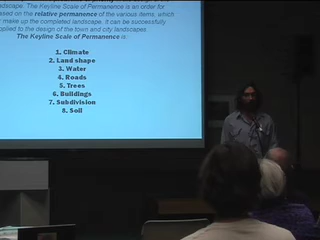 landscape. The Keyline Scale of Permanence is an order for
based on the relative permanence of the various items, which
make up the completed landscape. It can be successfully
applied to the design of the town and city landscapes
The Keyline Scale of Permanence is:
1. Climate
2. Land shape
3. Water
4. Roads
5. Trees
6. Buildings
7. Subdivision
8. Soil